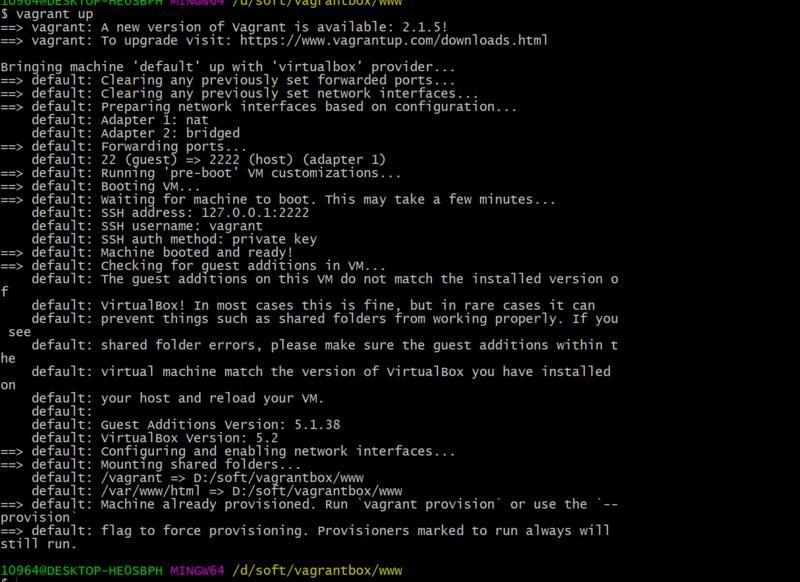 10964@DESKTOP-HE0SBPH MINGW64 /d/soft/vagrantbox/www
$ vagrant up
==> vagrant: A new version of Vagrant is available: 2.1.5!
==> vagrant: To upgrade visit: https://www.vagrantup.com/downloads.html
Bringing machine 'default' up with 'virtualbox' provider...
==> default: Clearing any previously set forwarded ports...
==> default: Clearing any previously set network interfaces...
==> default: Preparing network interfaces based on configuration...
default: Adapter 1: nat
default: Adapter 2: bridged
==> default: Forwarding ports...
default: 22 (guest) => 2222 (host) (adapter 1)
==> default: Running 'pre-boot' VM customizations...
==> default: Booting VM...
==> default: Waiting for machine to boot. This may take a few minutes...
default: SSH address: 127.0.0.1:2222
default: SSH username: vagrant
default: SSH auth method: private key
==> default: Machine booted and ready!
==> default: Checking for guest additions in VM...
default: The guest additions on this VM do not match the installed version o
f
default: VirtualBox! In most cases this is fine, but in rare cases it can
default: prevent things such as shared folders from working properly. If you
see
default: shared folder errors, please make sure the guest additions within t
he
default: virtual machine match the version of VirtualBox you have installed
on
default: your host and reload your VM.
default:
default: Guest Additions Version: 5.1.38
default: VirtualBox Version: 5.2
==> default: Configuring and enabling network interfaces...
==> default: Mounting shared folders...
default: /vagrant => D:/soft/vagrantbox/www
default: /var/www/html => D:/soft/vagrantbox/www
==> default: Machine already provisioned. Run `vagrant provision` or use the `--
provision`
==> default: flag to force provisioning. Provisioners marked to run always will
still run.
10964@DESKTOP-HE0SBPH MINGW64 /d/soft/vagrantbox/www
$